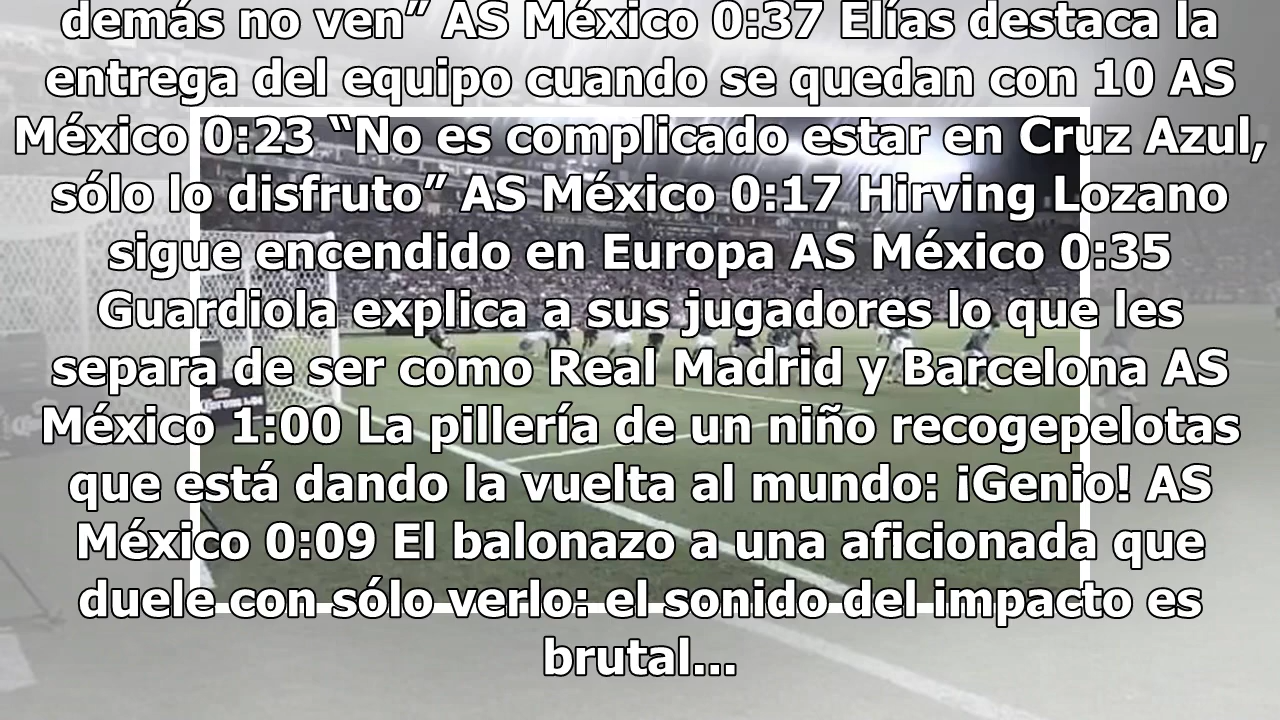 demás no ven” AS México 0:37 Elías destaca la
entrega del equipo cuando se quedan con 10 AS
México 0:23 “No es complicado estar en Cruz Azul,
sólo lo disfruto” AS México 0:17 Hirving Lozano
sigue encendido en Europa AS México 0:35
Guardiola explica a sus jugadores lo que les
separa de ser como Real Madrid y Barcelona AS
México 1:00 La pillería de un niño recogepelotas
que está dando la vuelta al mundo: ¡Genio! AS
México 0:09 El balonazo a una aficionada que
duele con sólo verlo: el sonido del impacto es
brutal...